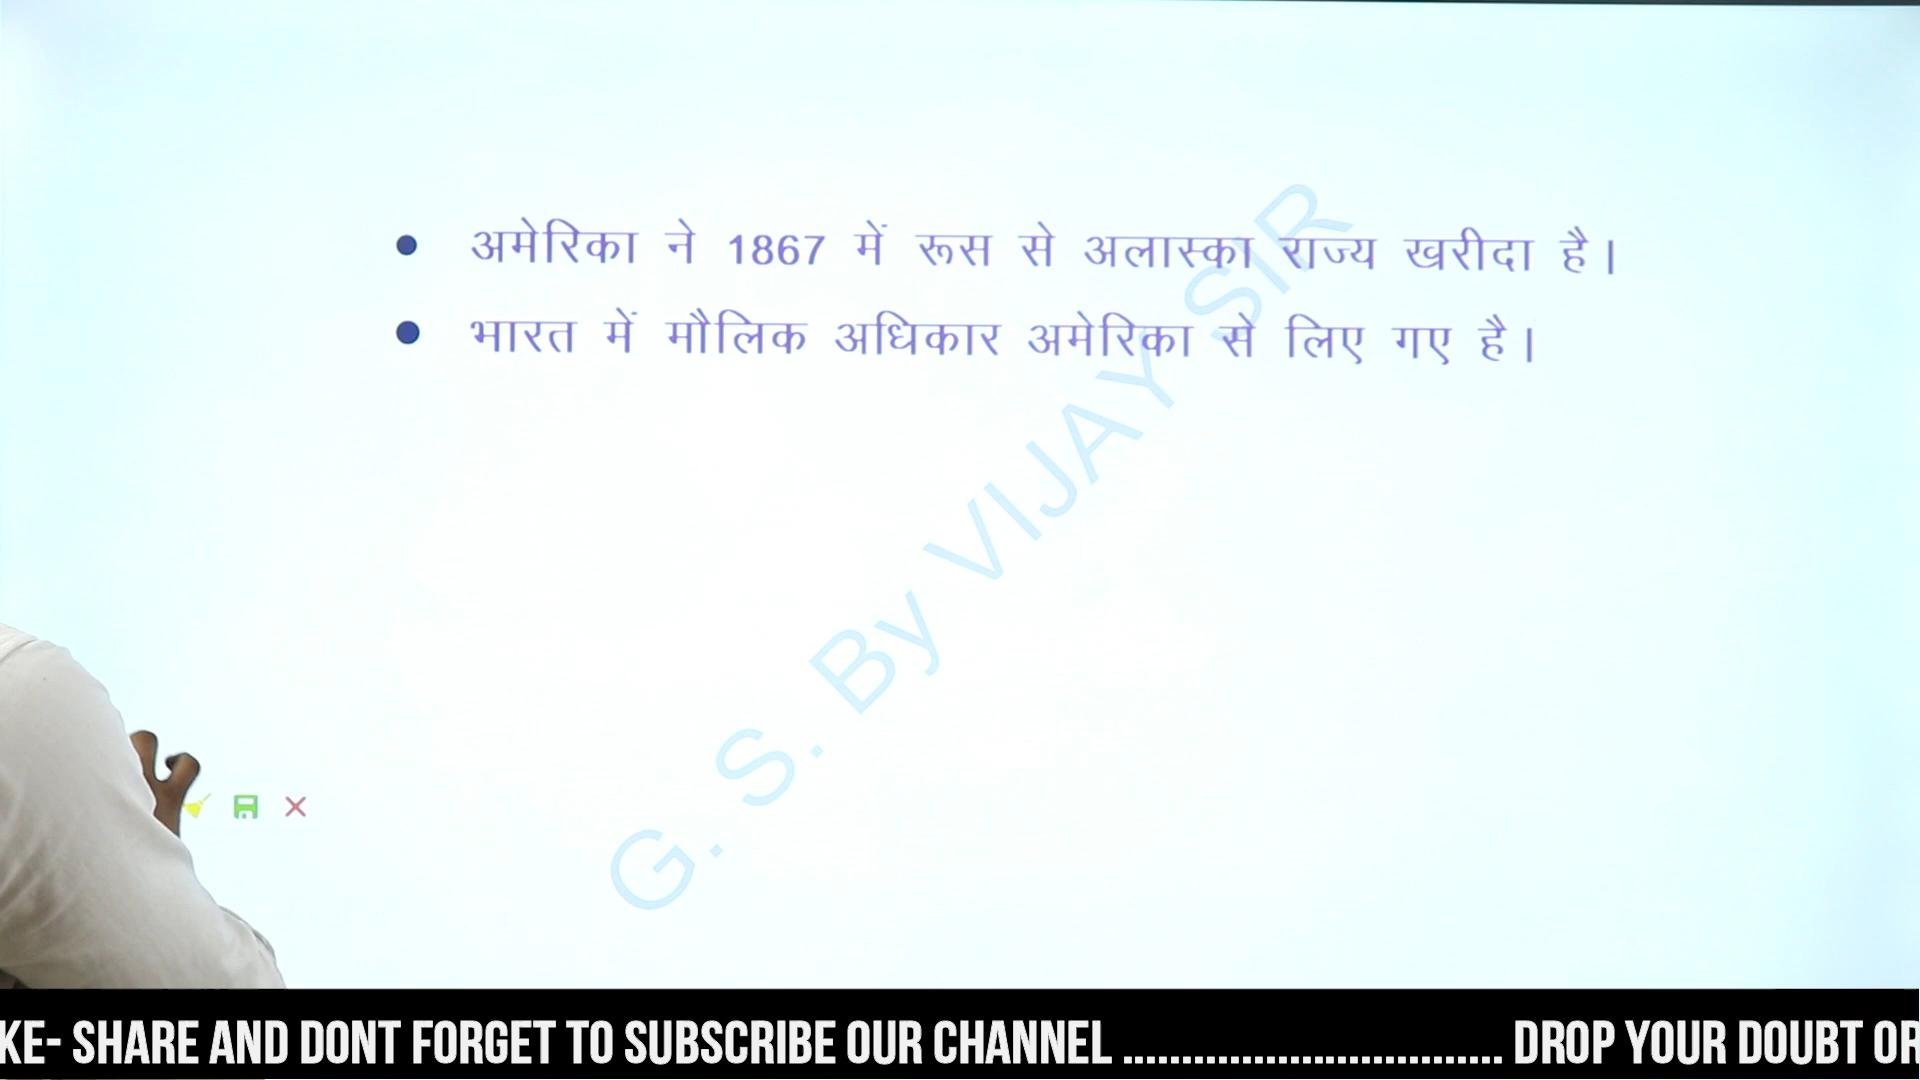 • अमेरिका ने 1867 में रूस से अलास्का राज्य खरीदा है।
• भारत में मौलिक अधिकार अमेरिका से लिए गए है।
G. S. By VIJAY SIR
KE- SHARE AND DONT FORGET TO SUBSCRIBE OUR CHANNEL ................................ DROP YOUR DOUBT OR